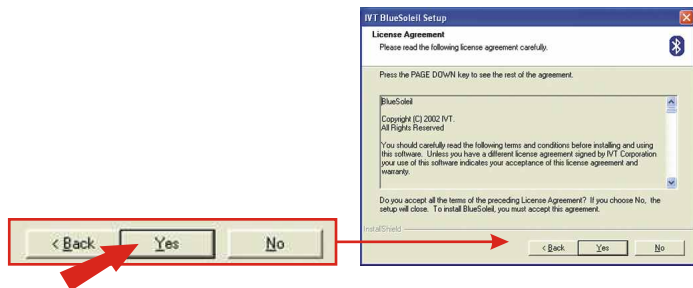 IVT BlueSoleil Setup
License Agreement
Please read the following license agreement carefully.
Press the PAGE DOWN key to see the rest of the agreement.
BlueSoleil
Copyright (C) 2002 IVT.
All Rights Reserved
You should carefully read the following terms and conditions before installing and using
this software. Unless you have a different license agreement signed by IVT Corporation
your use of this software indicates your acceptance of this license agreement and
warranty.
Do you accept all the terms of the preceding License Agreement? If you choose No, the
setup will close. To install BlueSoleil, you must accept this agreement.
InstallShield
< Back Yes No
< Back Yes No